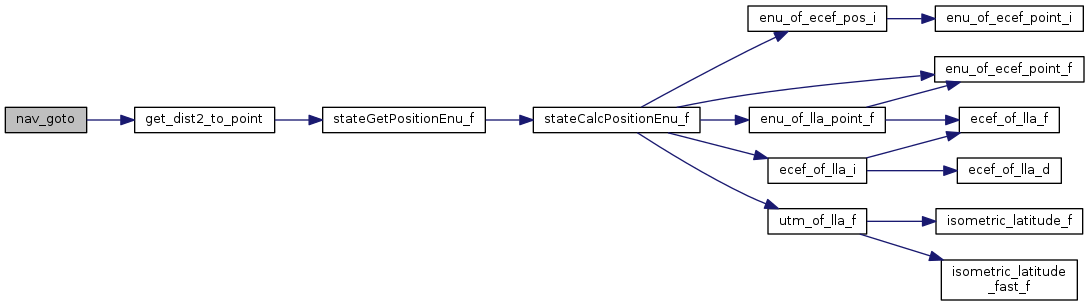 nav_goto
get_dist2_to_point
stateGetPositionEnu_f
stateCalcPositionEnu_f
enu_of_ecef_pos_i
enu_of_ecef_point_i
enu_of_ecef_point_f
enu_of_lla_point_f
ecef_of_lla_f
ecef_of_lla_i
ecef_of_lla_d
utm_of_lla_f
isometric_latitude_f
isometric_latitude
_fast_f